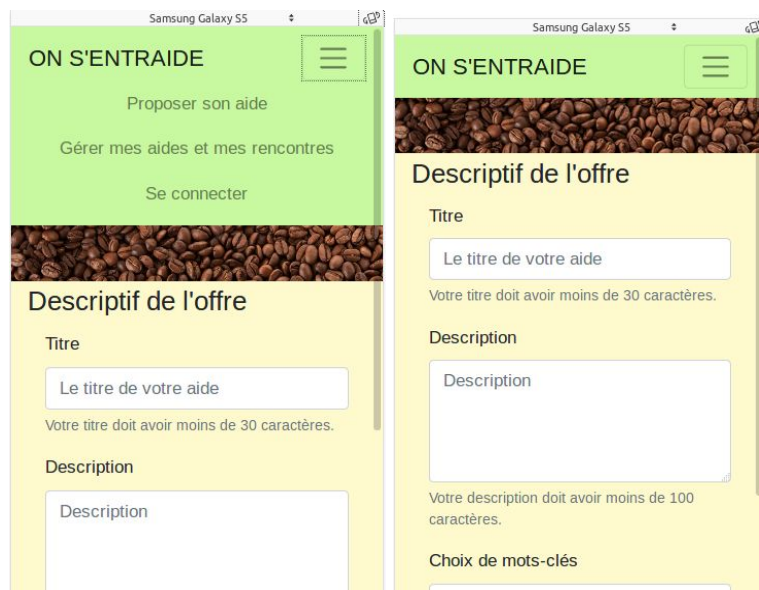 Samsung Galaxy S5
ON S'ENTRAIDE
Proposer son aide
Gérer mes aides et mes rencontres
Se connecter
Descriptif de l'offre
Titre
Le titre de votre aide
Votre titre doit avoir moins de 30 caractères.
Description
Description
Samsung Galaxy S5
ON S'ENTRAIDE
Descriptif de l'offre
Titre
Le titre de votre aide
Votre titre doit avoir moins de 30 caractères.
Description
Description
Votre description doit avoir moins de 100
caractères.
Choix de mots-clés